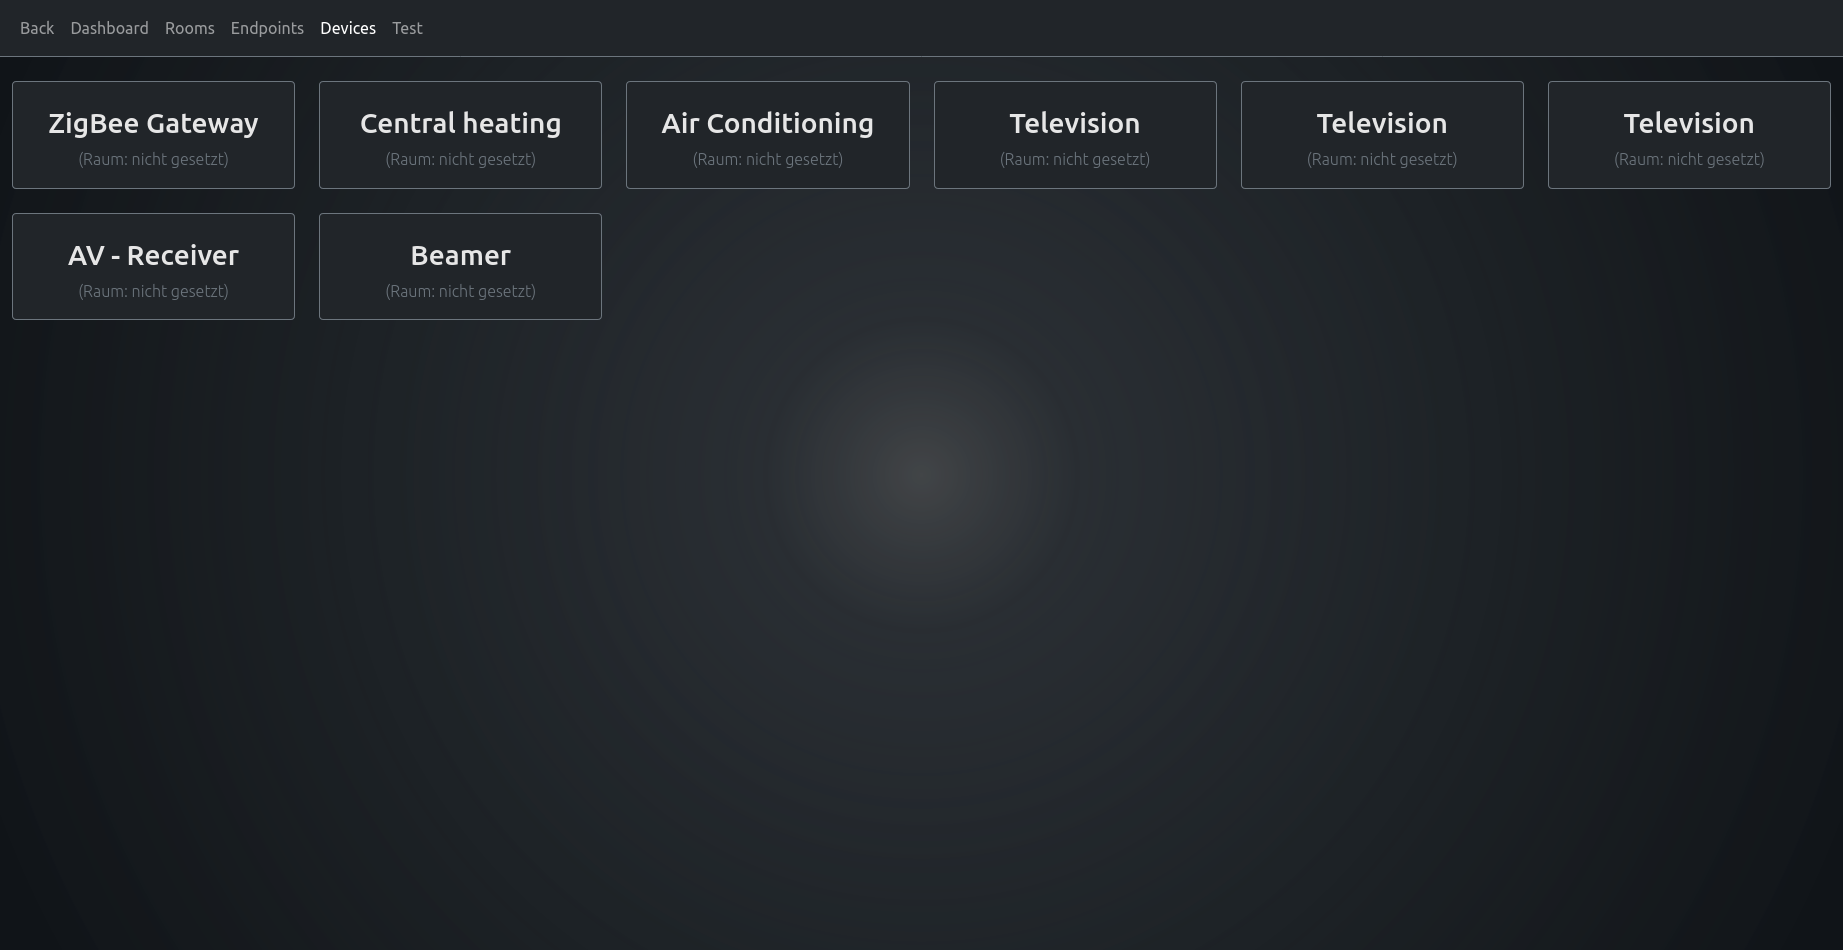 Back Dashboard Rooms Endpoints Devices Test
ZigBee Gateway
(Raum: nicht gesetzt)
Central heating
(Raum: nicht gesetzt)
Air Conditioning
(Raum: nicht gesetzt)
Television
(Raum: nicht gesetzt)
Television
(Raum: nicht gesetzt)
Television
(Raum: nicht gesetzt)
AV - Receiver
(Raum: nicht gesetzt)
Beamer
(Raum: nicht gesetzt)